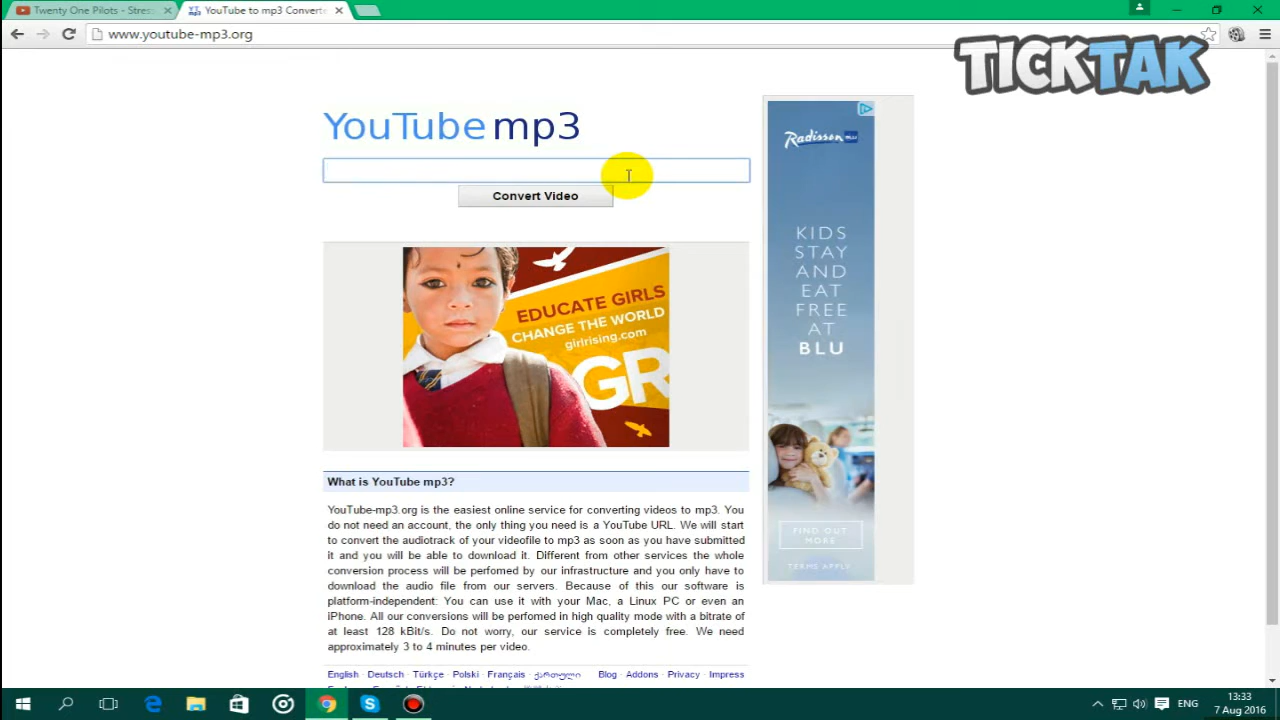 Twenty One Pilots - Stres
YouTube to mp3 Converte
www.youtube-mp3.org
TICKTAK
YouTube mp3
Convert Video
Radisson BLU
KIDS
STAY
AND
EAT
FREE
AT
BLU
FIND OUT
MORE
TERMS APPLY
EDUCATE GIRLS
CHANGE THE WORLD
girlrising.com
GR
What is YouTube mp3?
YouTube-mp3.org is the easiest online service for converting videos to mp3. You
do not need an account, the only thing you need is a YouTube URL. We will start
to convert the audiotrack of your videofile to mp3 as soon as you have submitted
it and you will be able to download it. Different from other services the whole
conversion process will be perfomed by our infrastructure and you only have to
download the audio file from our servers. Because of this our software is
platform-independent: You can use it with your Mac, a Linux PC or even an
iPhone. All our conversions will be perfomed in high quality mode with a bitrate of
at least 128 kBit/s. Do not worry, our service is completely free. We need
approximately 3 to 4 minutes per video.
English · Deutsch · Türkçe · Polski · Français · ქართული
Blog · Addons · Privacy · Impress
ENG
13:33
7 Aug 2016